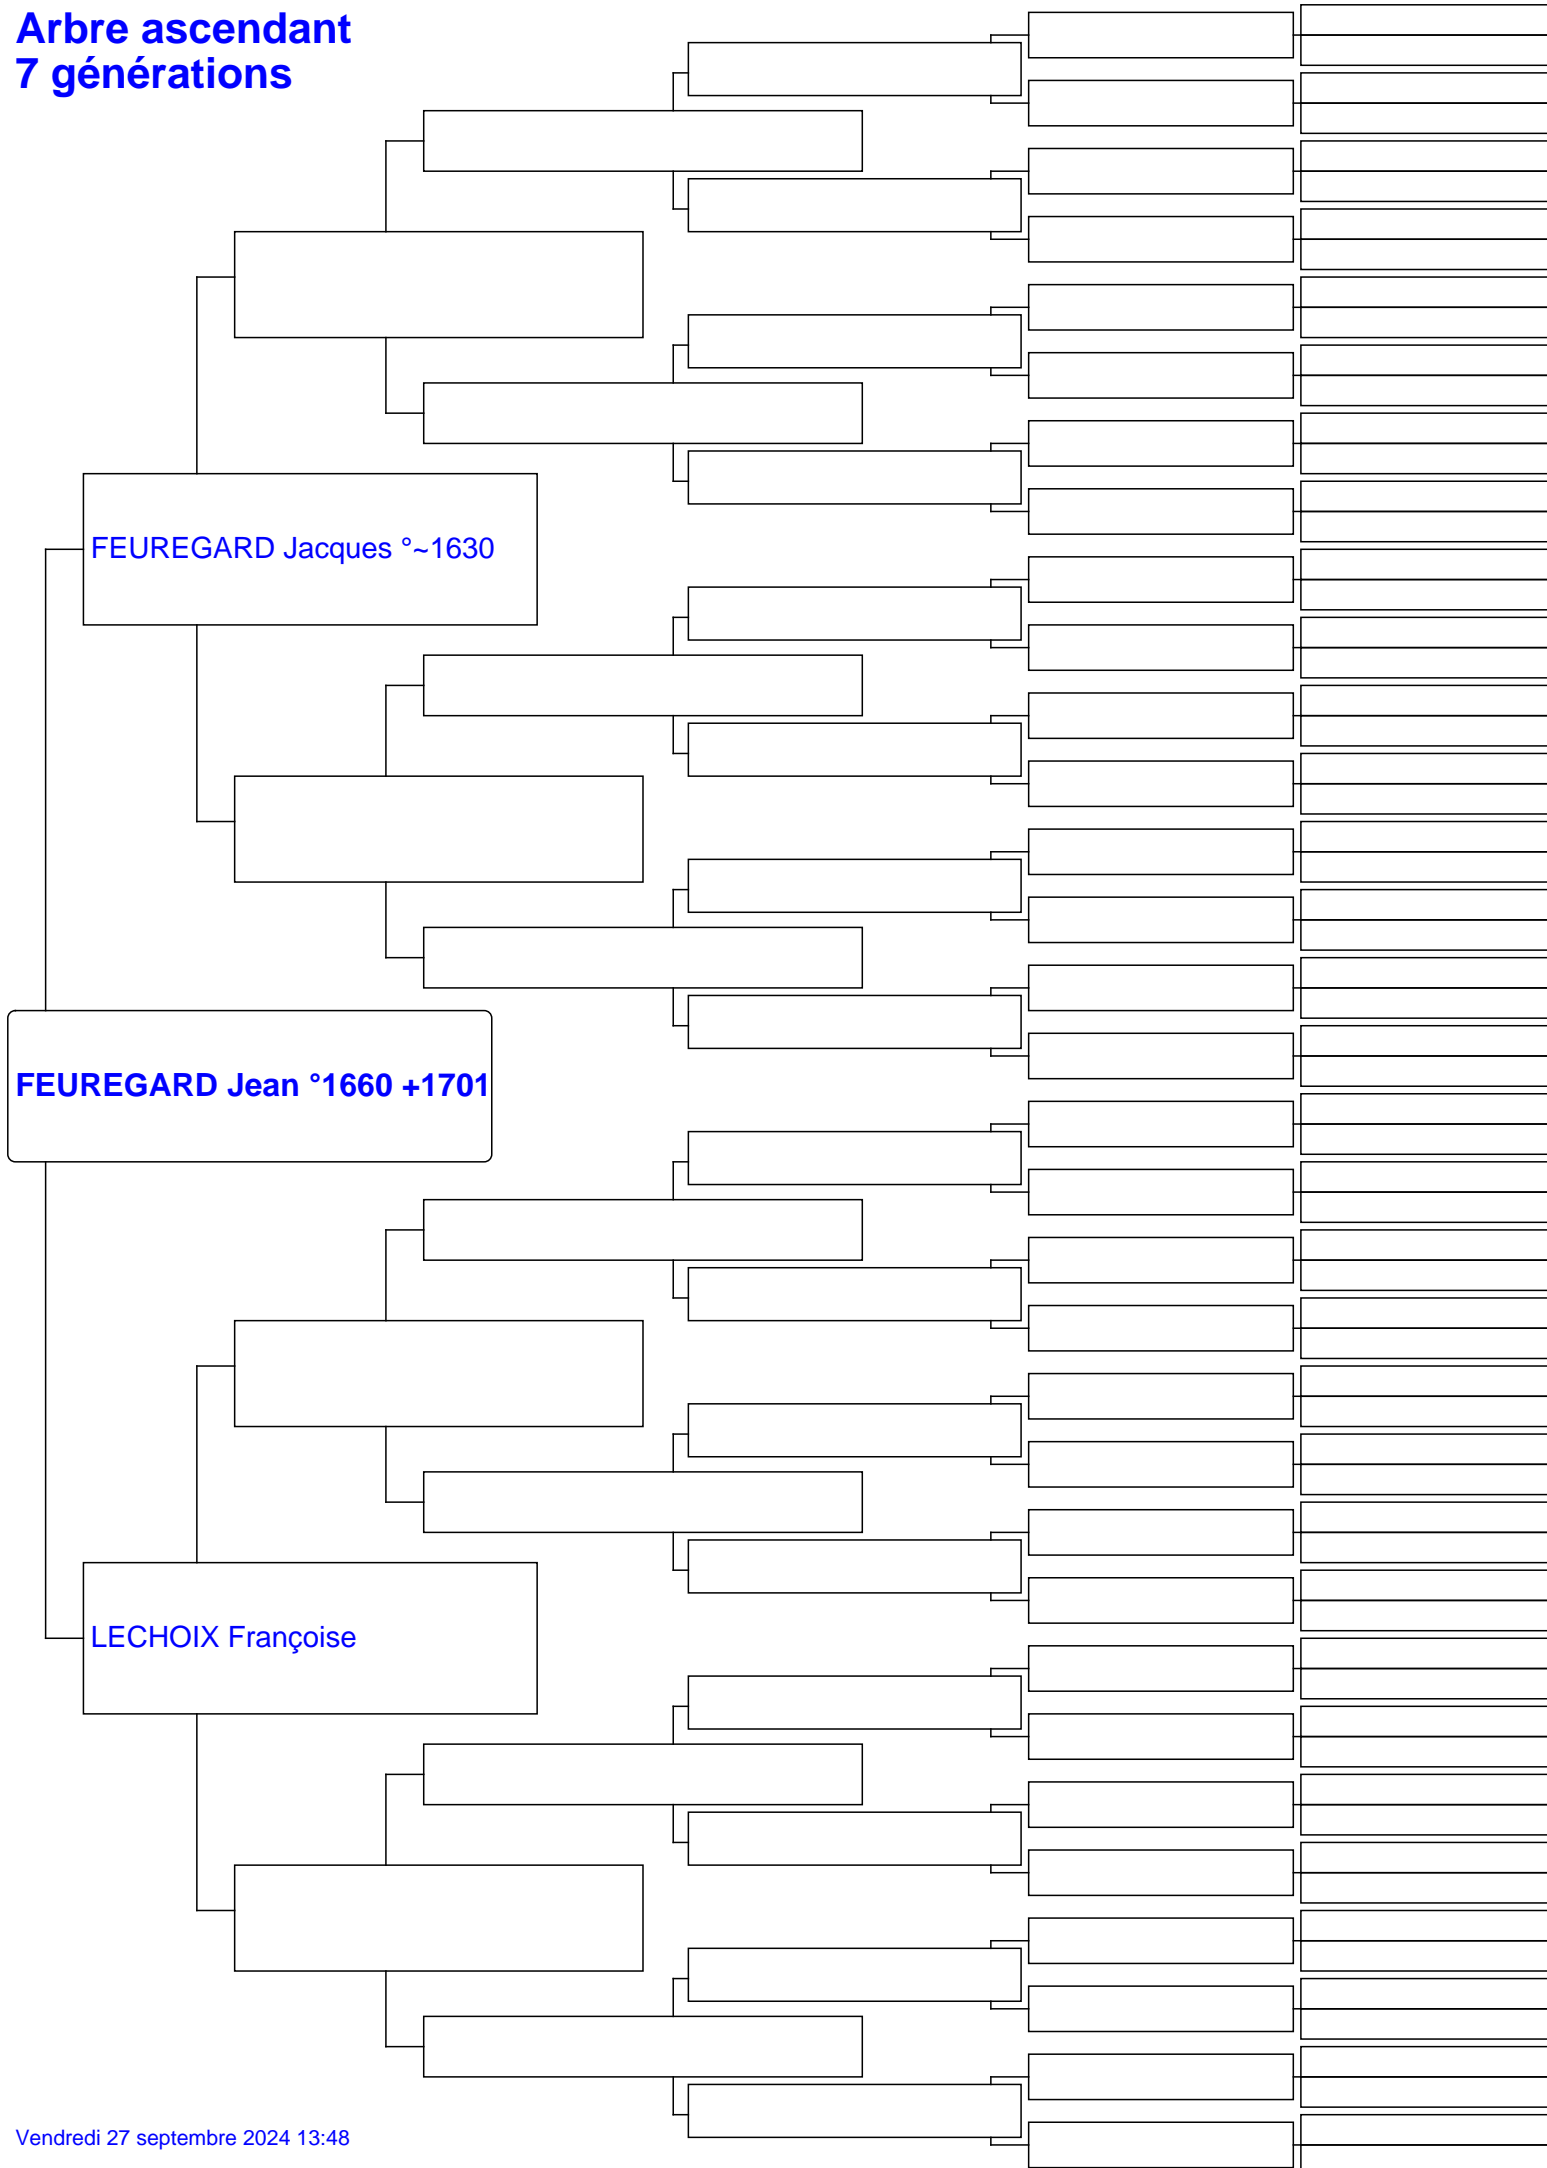 Arbre ascendant
7 générations
FEUREGARD Jacques °~1630
FEUREGARD Jean °1660 +1701
LECHOIX Françoise
Vendredi 27 septembre 2024 13:48